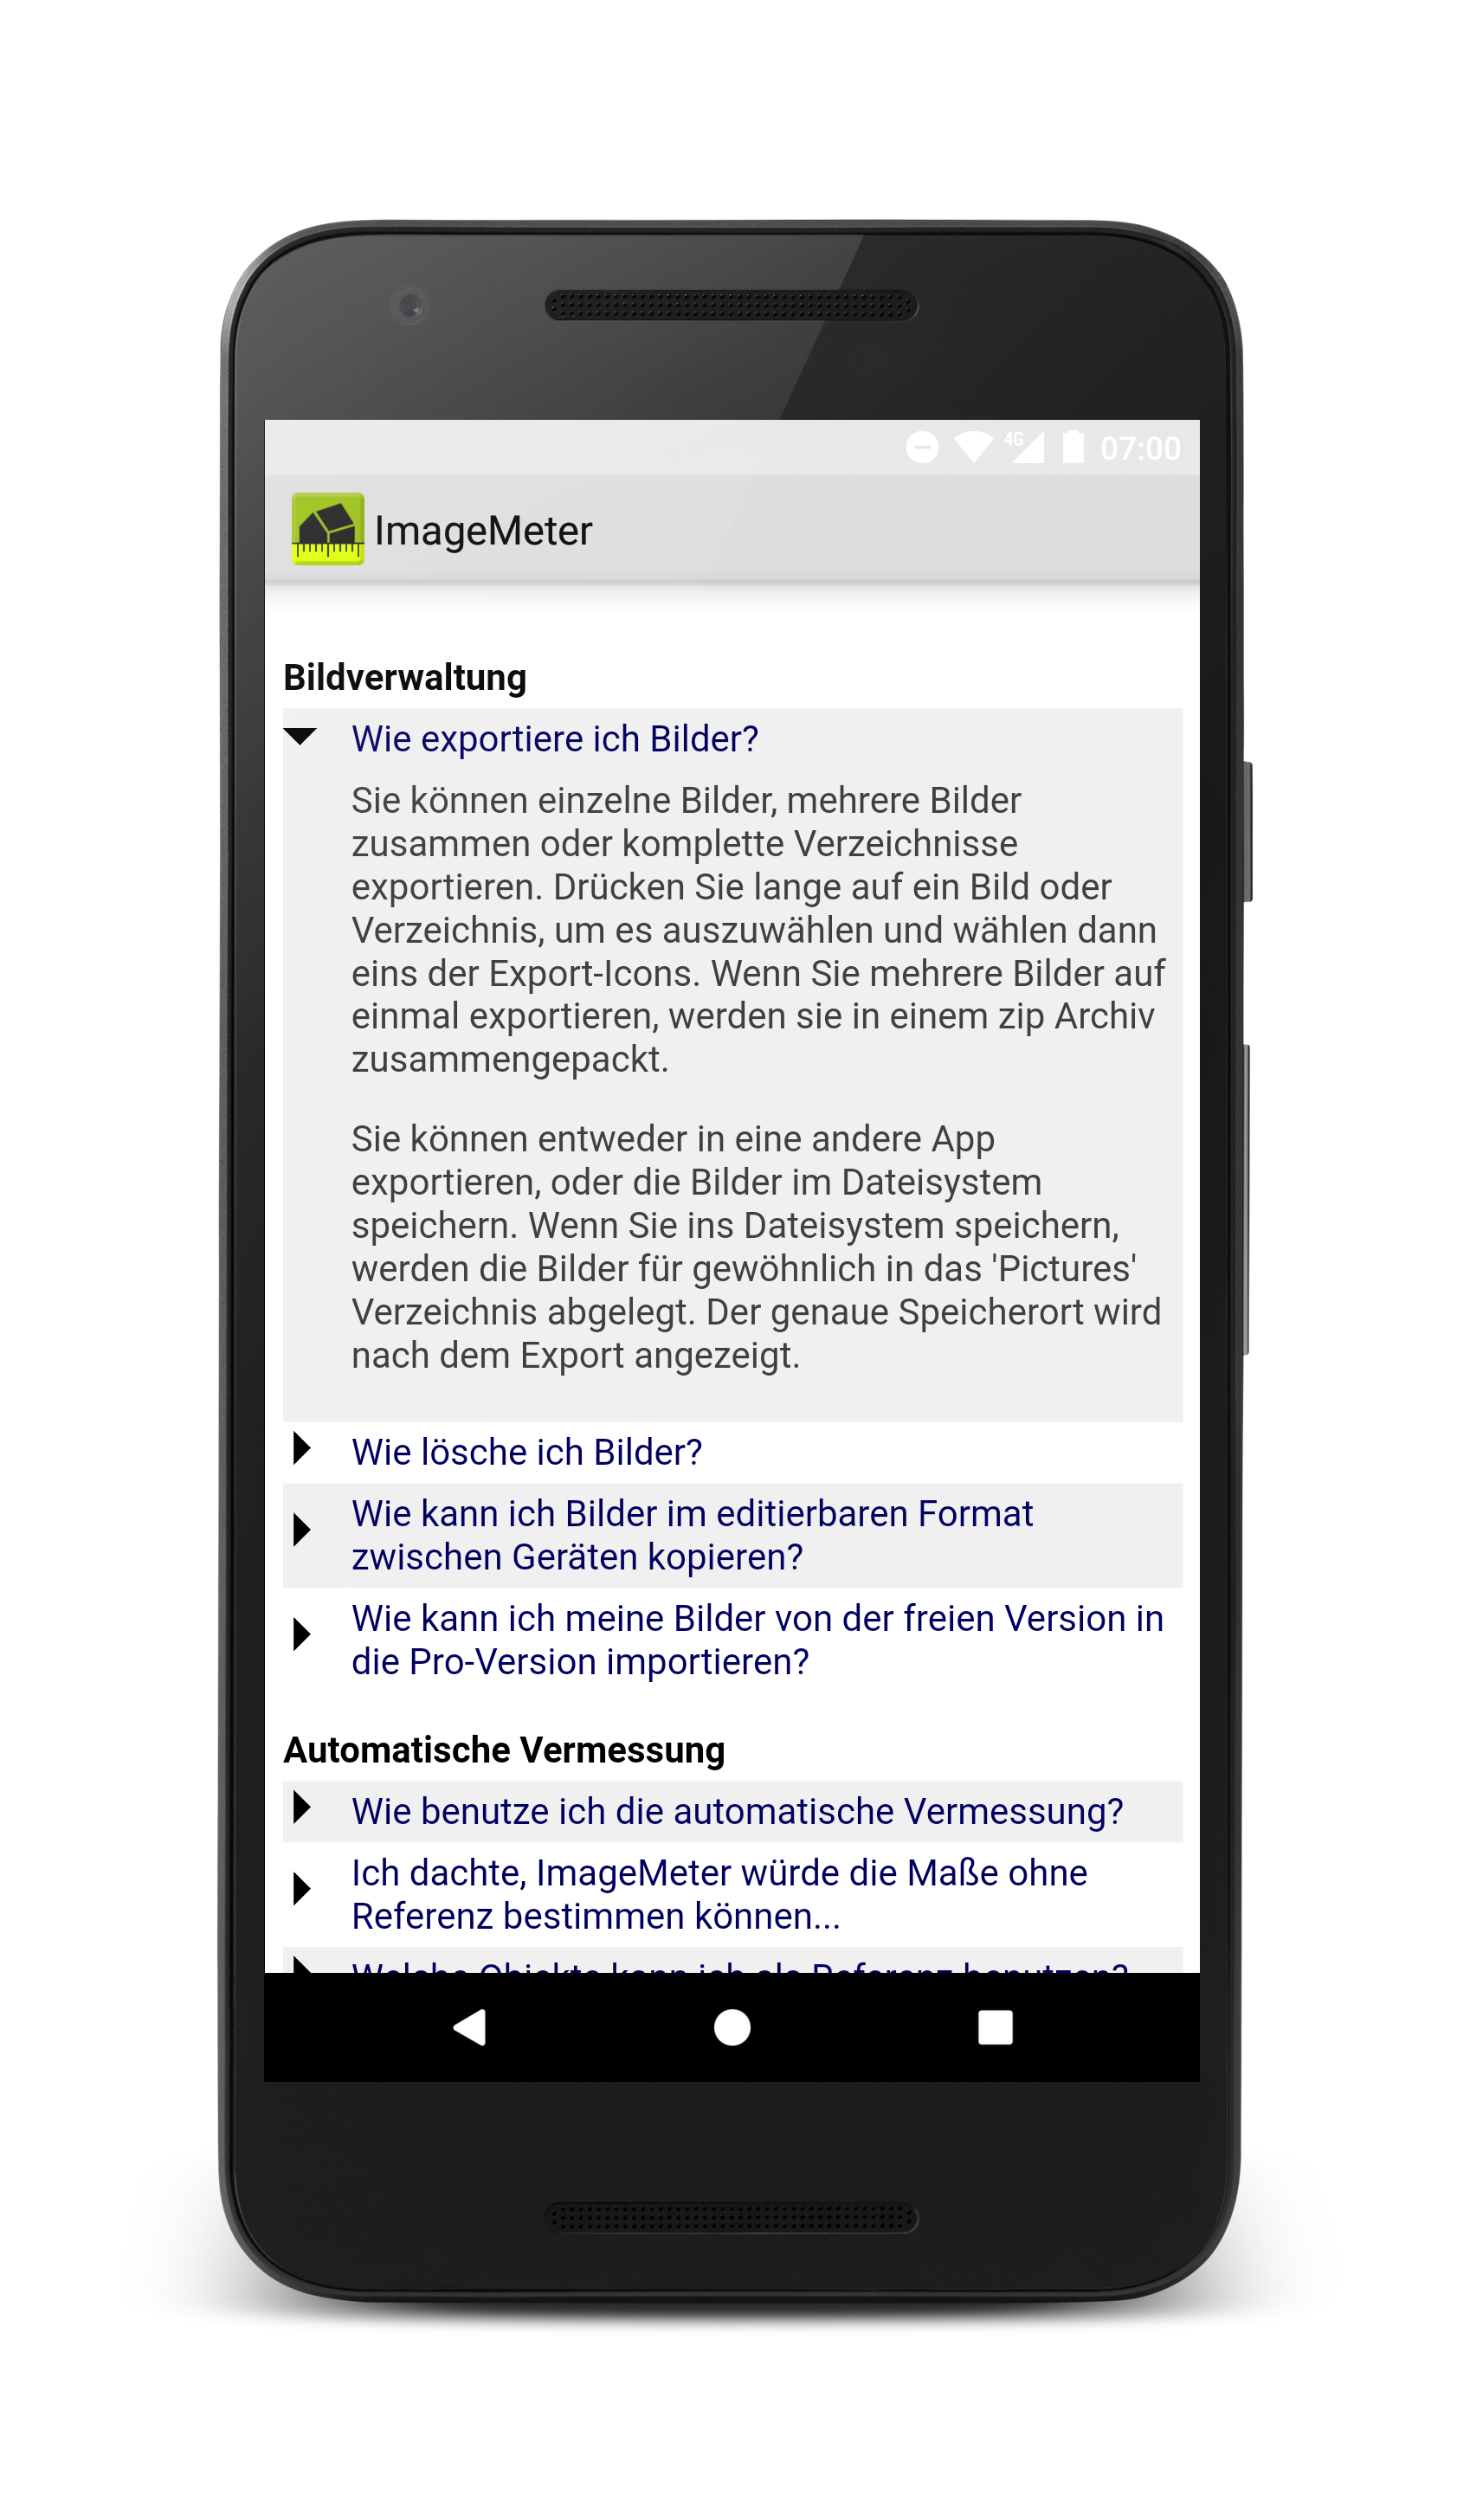 4G 07:00
ImageMeter
Bildverwaltung
Wie exportiere ich Bilder?
Sie können einzelne Bilder, mehrere Bilder
zusammen oder komplette Verzeichnisse
exportieren. Drücken Sie lange auf ein Bild oder
Verzeichnis, um es auszuwählen und wählen dann
eins der Export-Icons. Wenn Sie mehrere Bilder auf
einmal exportieren, werden sie in einem zip Archiv
zusammengepackt.
Sie können entweder in eine andere App
exportieren, oder die Bilder im Dateisystem
speichern. Wenn Sie ins Dateisystem speichern,
werden die Bilder für gewöhnlich in das 'Pictures'
Verzeichnis abgelegt. Der genaue Speicherort wird
nach dem Export angezeigt.
Wie lösche ich Bilder?
Wie kann ich Bilder im editierbaren Format
zwischen Geräten kopieren?
Wie kann ich meine Bilder von der freien Version in
die Pro-Version importieren?
Automatische Vermessung
Wie benutze ich die automatische Vermessung?
Ich dachte, ImageMeter würde die Maße ohne
Referenz bestimmen können...
Welche Objekte kann ich als Referenz benutzen?